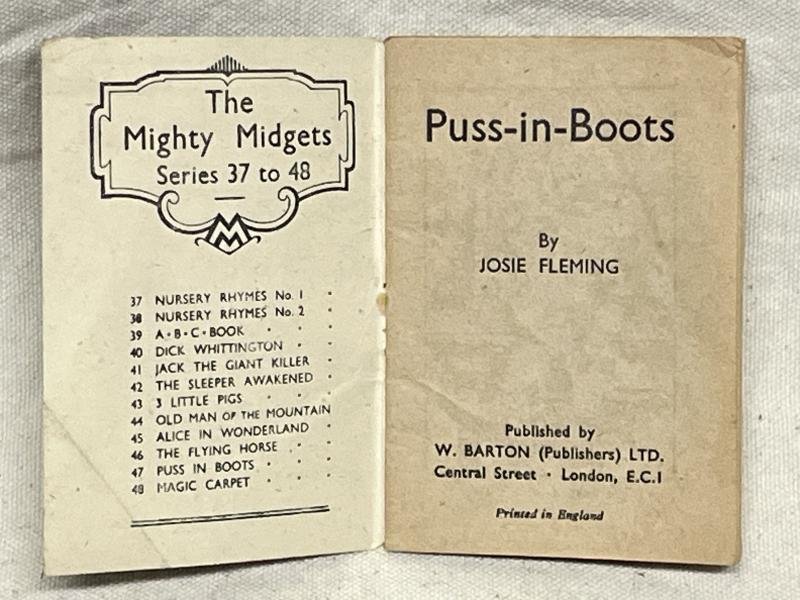 The
Mighty Midgets
Series 37 to 48
M
37 NURSERY RHYMES No. 1 ·
38 NURSERY RHYMES No. 2 ·
39 A·B·C·BOOK · · ·
40 DICK WHITTINGTON · ·
41 JACK THE GIANT KILLER ·
42 THE SLEEPER AWAKENED ·
43 3 LITTLE PIGS · · ·
44 OLD MAN OF THE MOUNTAIN
45 ALICE IN WONDERLAND ·
46 THE FLYING HORSE · ·
47 PUSS IN BOOTS · · ·
48 MAGIC CARPET · · ·
Puss-in-Boots
By
JOSIE FLEMING
Published by
W. BARTON (Publishers) LTD.
Central Street · London, E.C.1
Printed in England